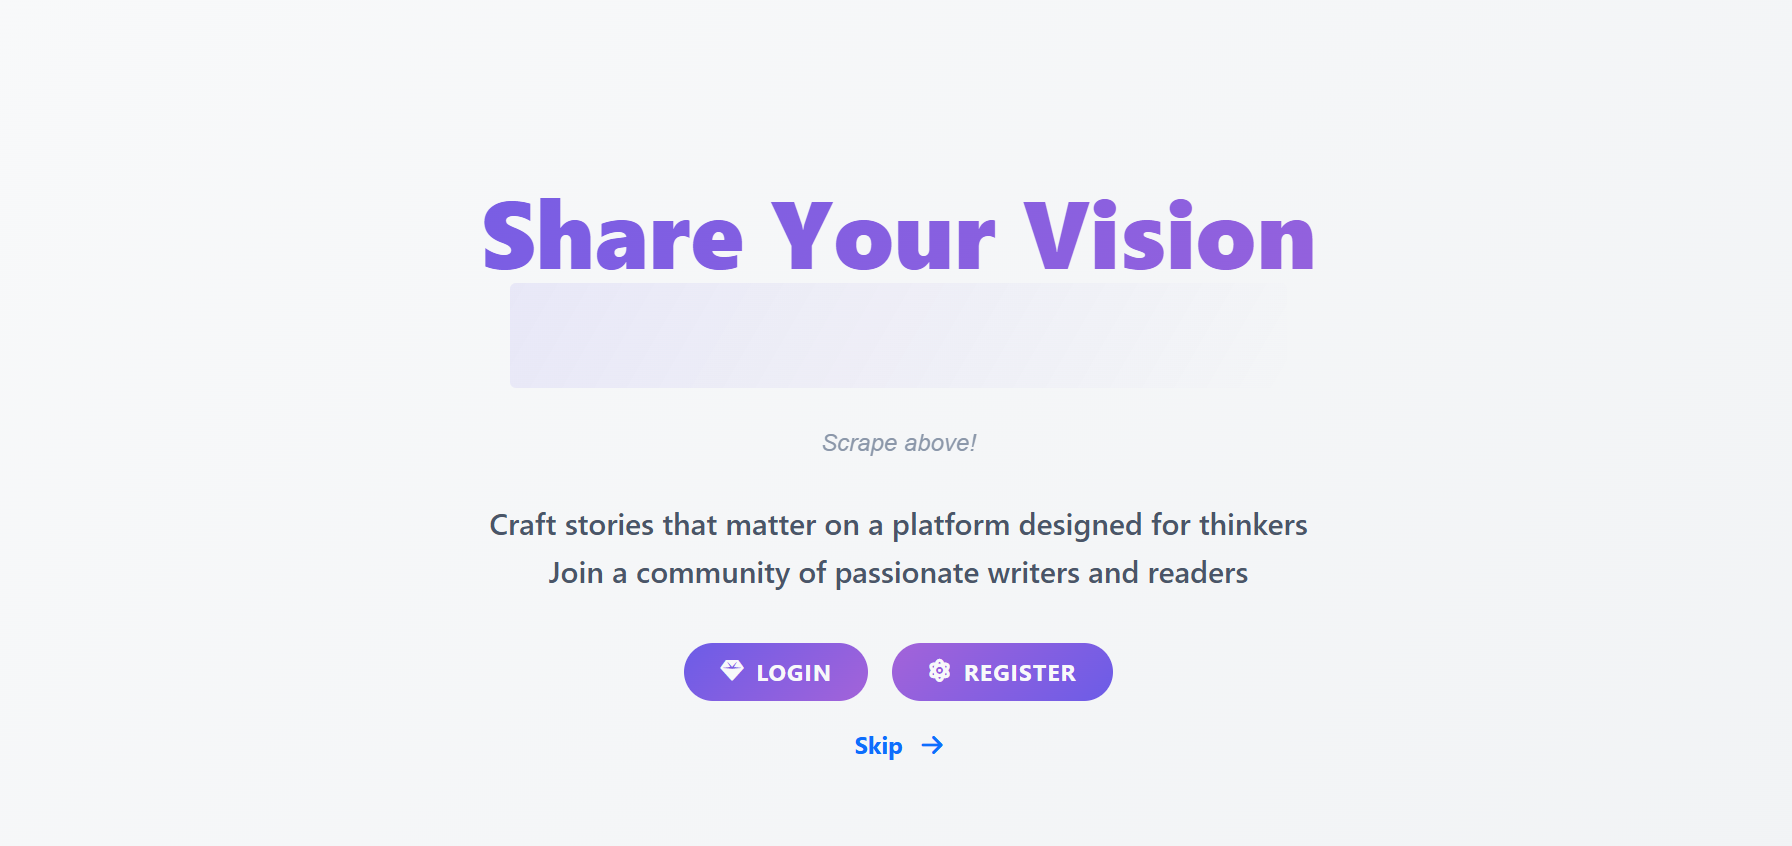 Share Your Vision
Scrape above!
Craft stories that matter on a platform designed for thinkers
Join a community of passionate writers and readers
LOGIN
REGISTER
Skip →